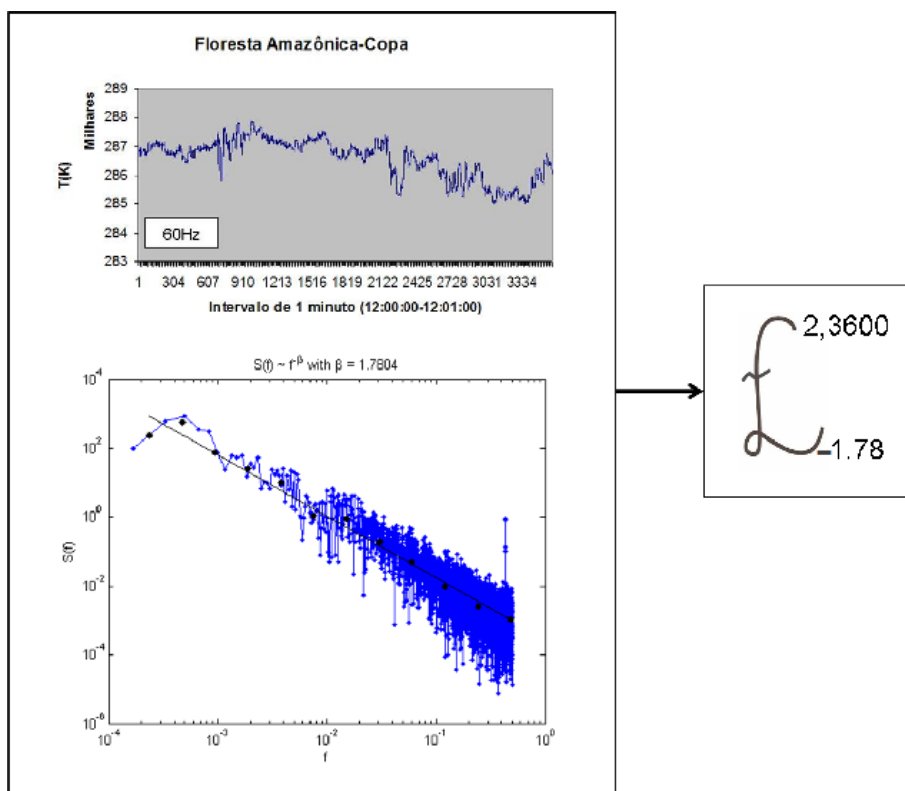 Floresta Amazônica-Copa
289
288
287
286
285
284
283
T(K)
Milhares
60Hz
1 304 607 910 1213 1516 1819 2122 2425 2728 3031 3334
Intervalo de 1 minuto (12:00:00-12:01:00)
S(f) ~ f^-β with β = 1.7804
10^4
10^2
10^0
10^-2
10^-4
10^-6
S(f)
10^-4 10^-3 10^-2 10^-1 10^0
f
£ 2,3600
-1.78